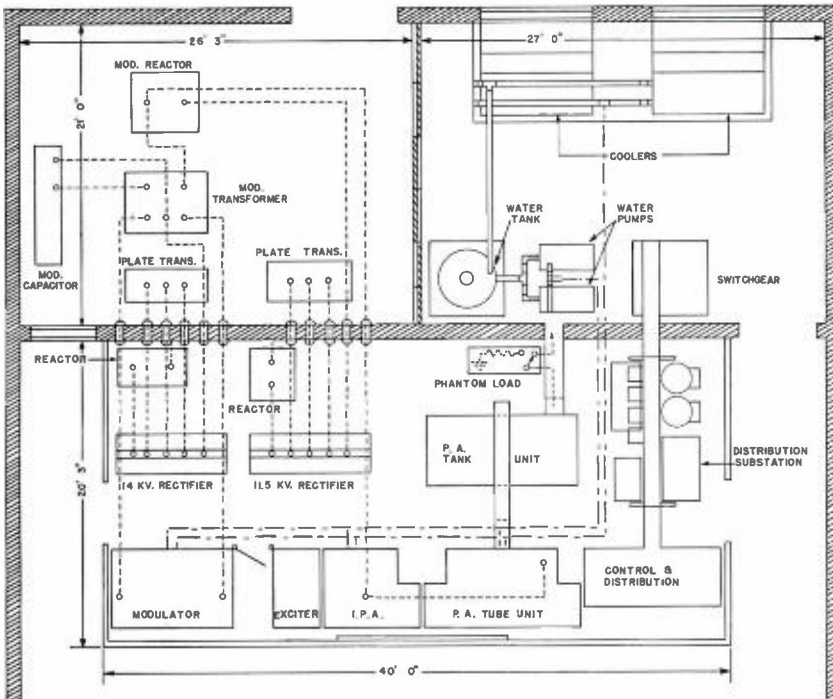 26' 3"
27' 0"
MOD. REACTOR
21' 0"
COOLERS
MOD.
TRANSFORMER
WATER
TANK
WATER
PUMPS
PLATE TRANS.
PLATE TRANS.
MOD.
CAPACITOR
SWITCHGEAR
REACTOR
REACTOR
PHANTOM LOAD
P. A.
TANK UNIT
DISTRIBUTION
SUBSTATION
14 KV. RECTIFIER
11.5 KV. RECTIFIER
20' 3"
CONTROL &
DISTRIBUTION
MODULATOR
EXCITER
I. P. A.
P. A. TUBE UNIT
40' 0"